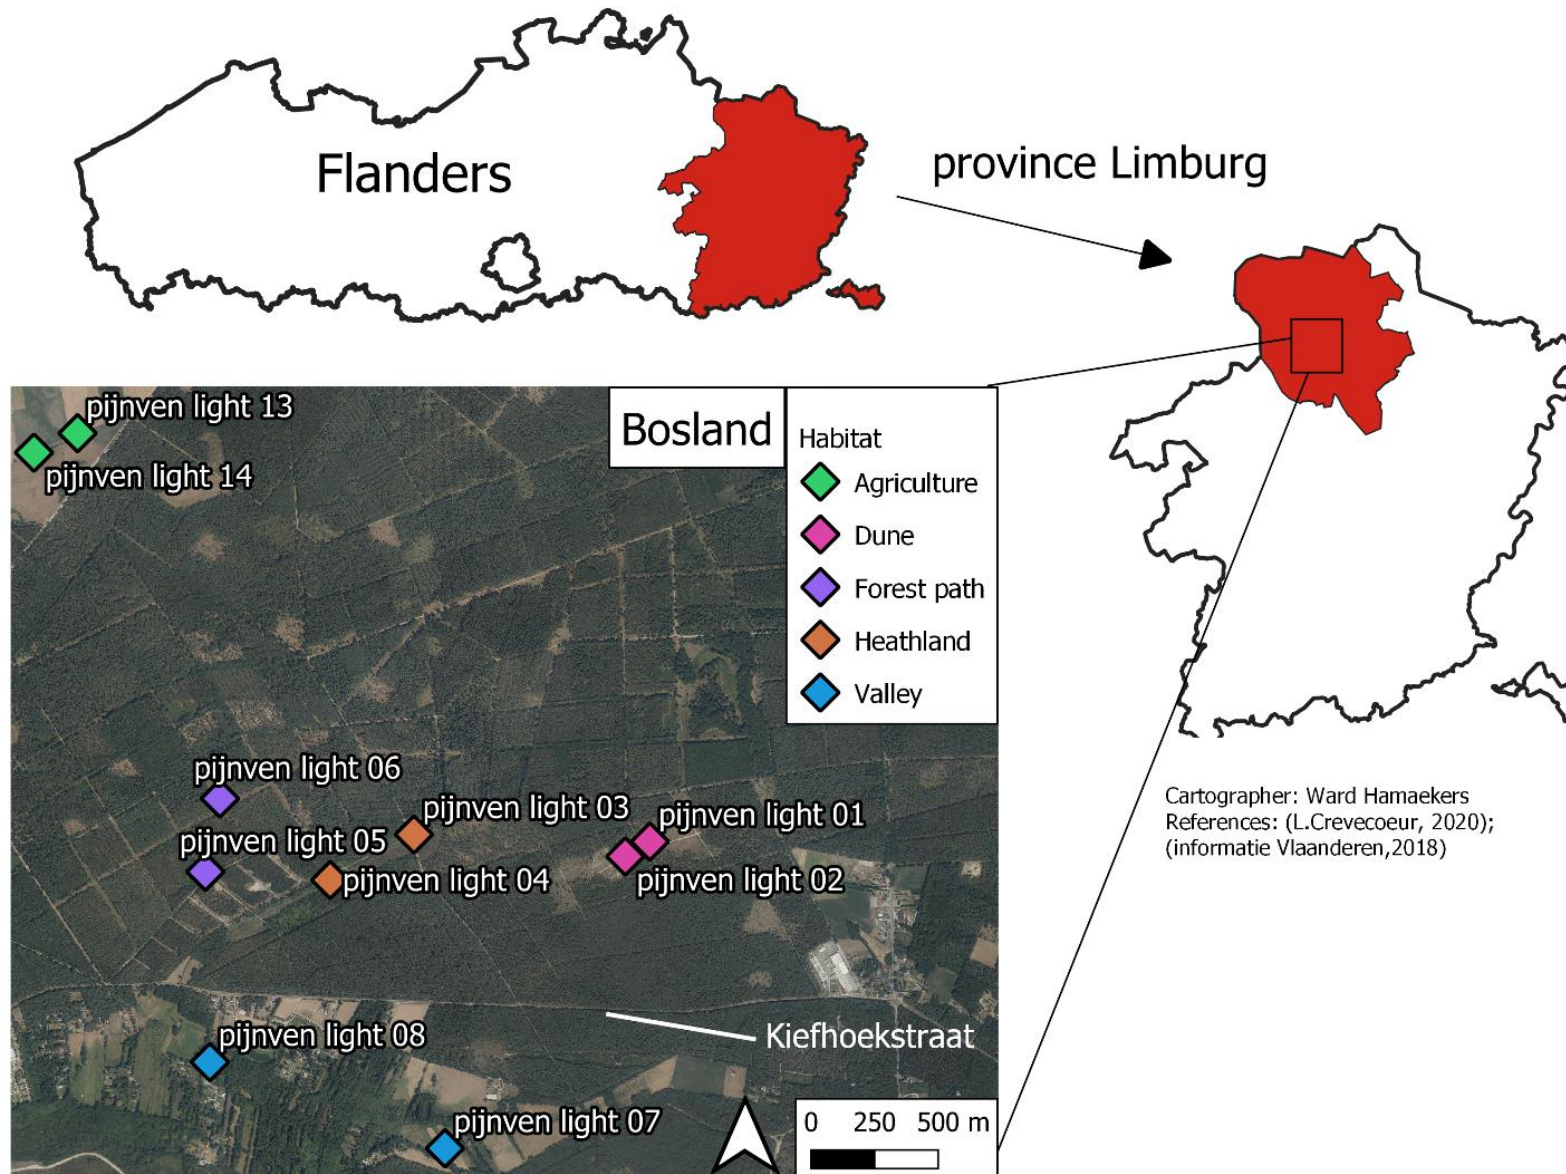 Flanders
province Limburg
pijnven light 13
pijnven light 14
Bosland
Habitat
Agriculture
Dune
Forest path
Heathland
Valley
pijnven light 06
pijnven light 03
pijnven light 01
pijnven light 05
pijnven light 04
pijnven light 02
pijnven light 08
Kiefhoekstraat
pijnven light 07
0 250 500 m
Cartographer: Ward Hamaekers
References: (L.Crevecoeur, 2020);
(informatie Vlaanderen,2018)